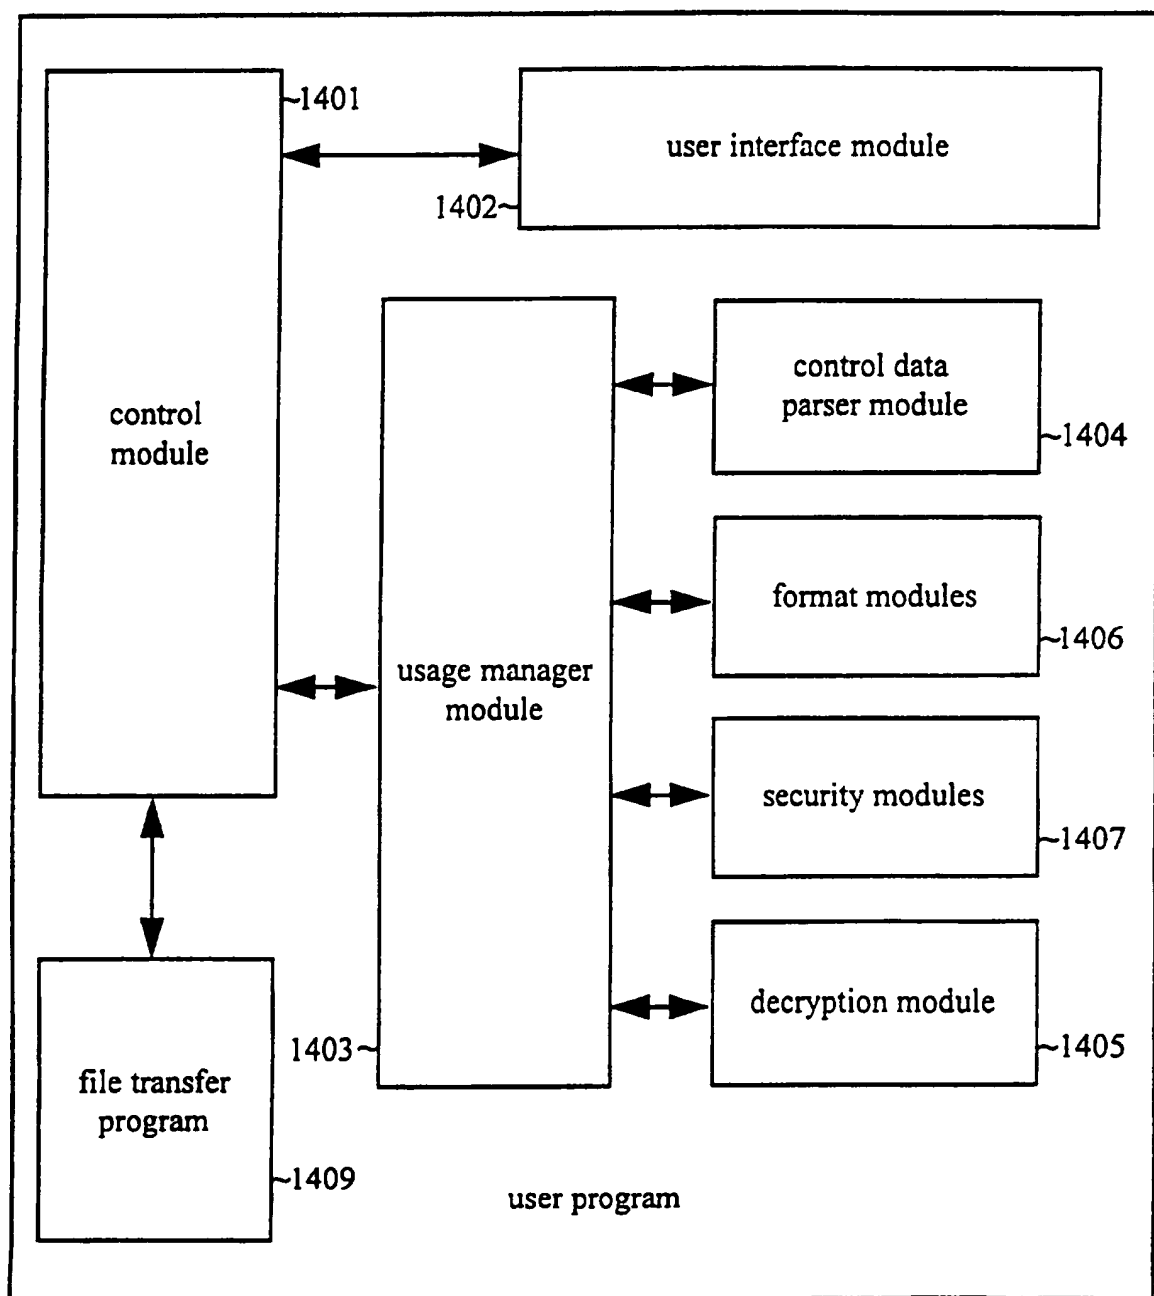 1401
user interface module
1402
control data
parser module
1404
control
module
format modules
1406
usage manager
module
security modules
1407
decryption module
1405
1403
file transfer
program
1409
user program